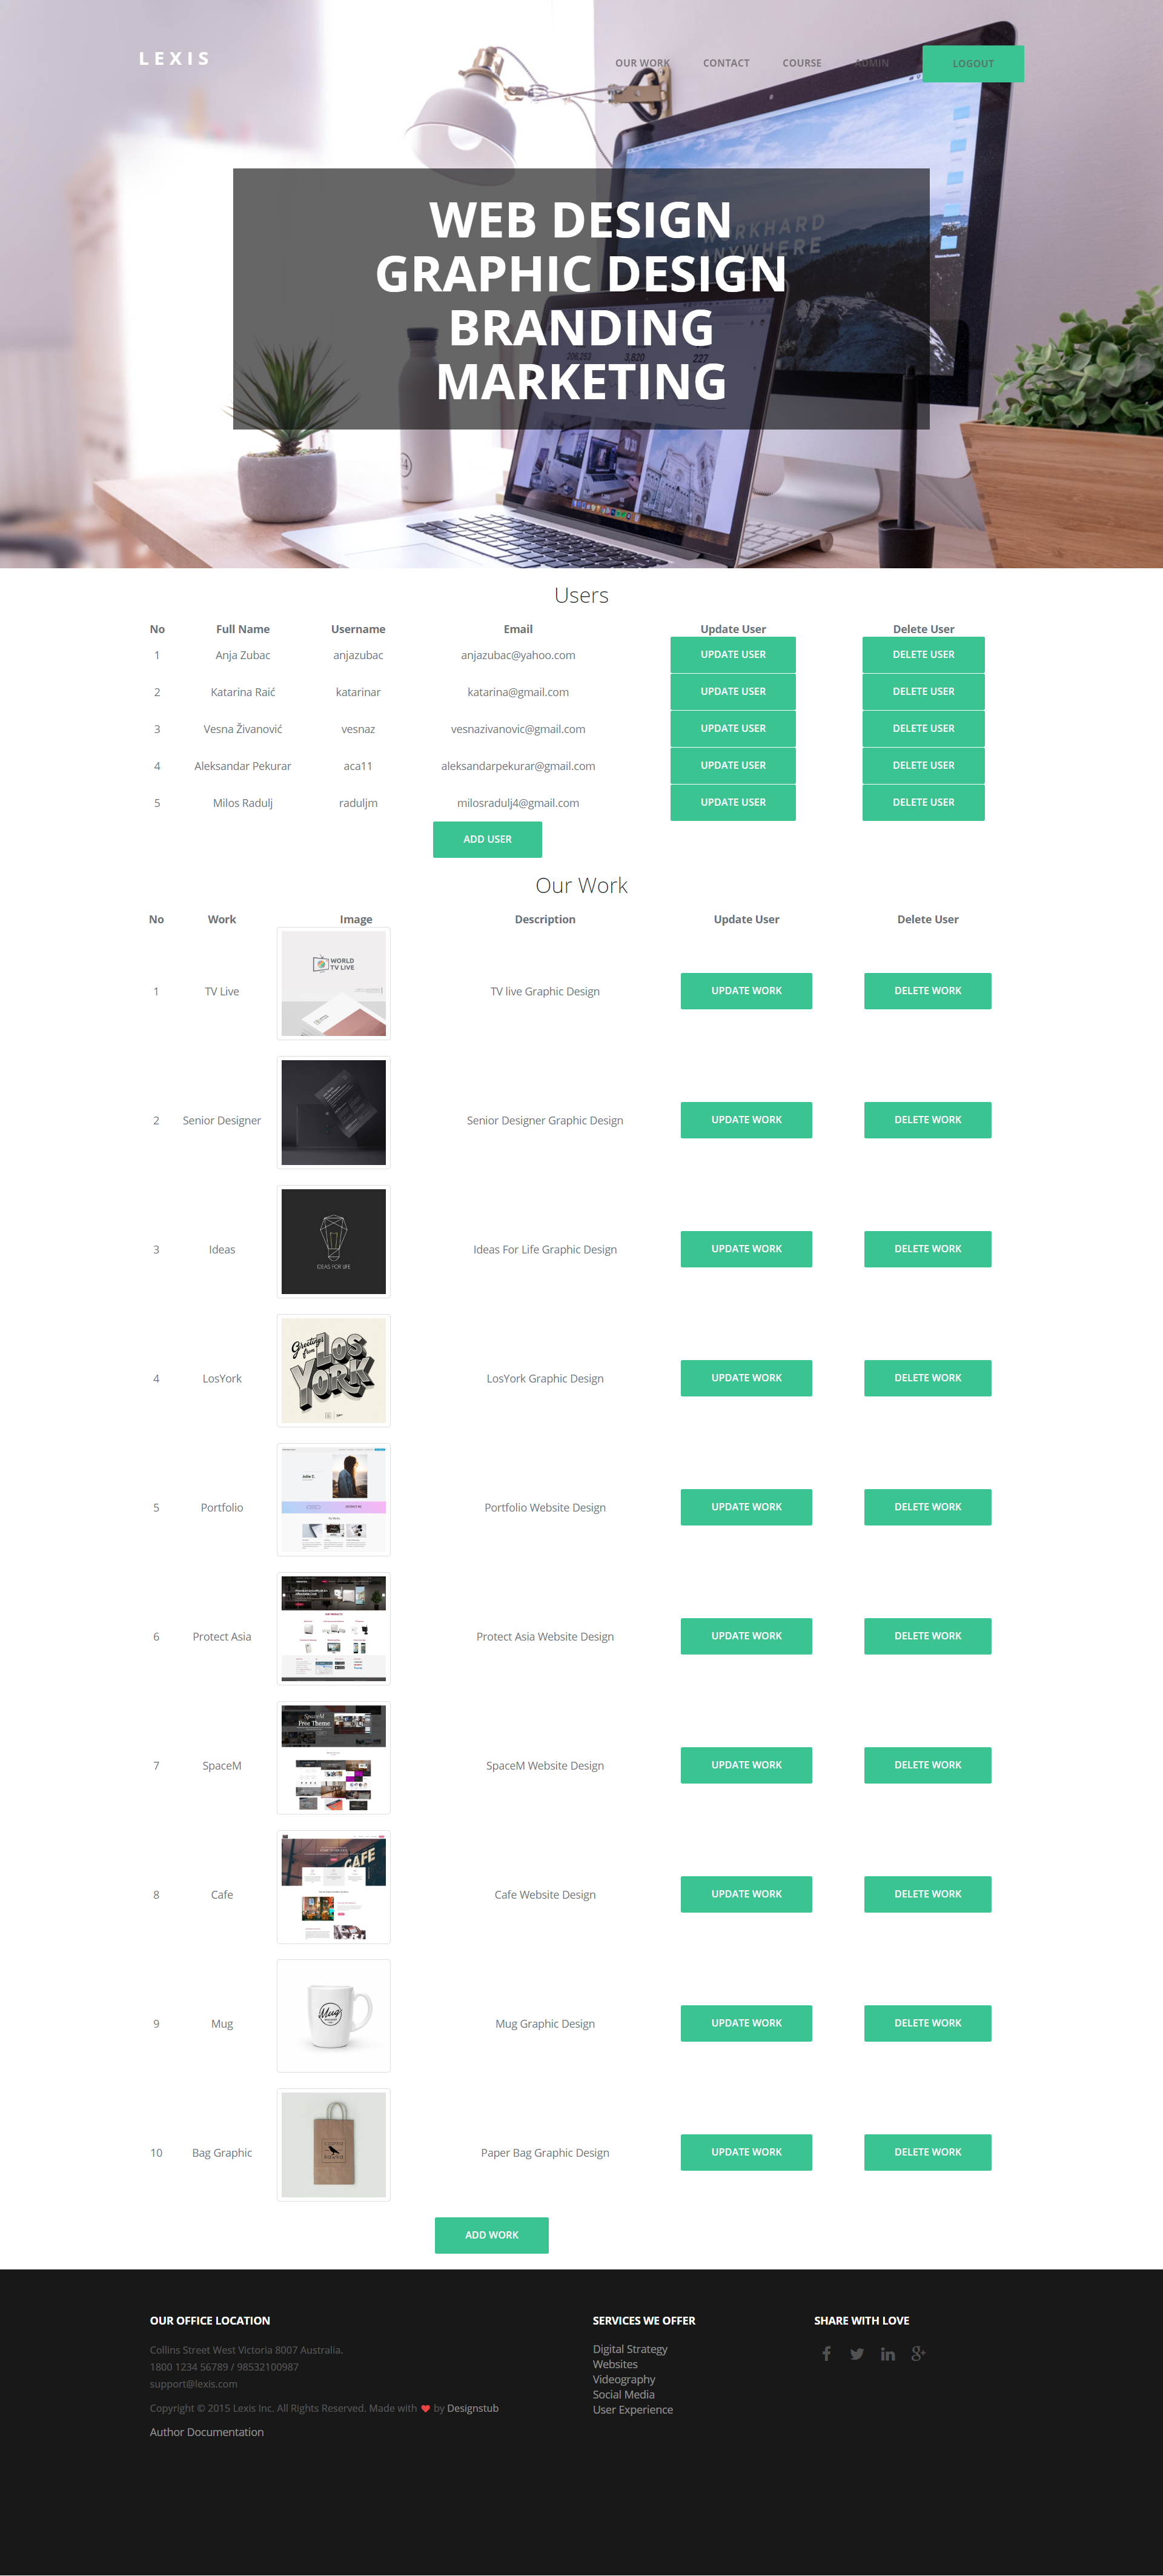 LEXIS
OUR WORK CONTACT COURSE ADMIN LOGOUT
WORKHARD
ANYWHERE
WEB DESIGN
GRAPHIC DESIGN
BRANDING
MARKETING
206,253 3,820 227
Users
No Full Name Username Email Update User Delete User
1 Anja Zubac anjazubac anjazubac@yahoo.com UPDATE USER DELETE USER
2 Katarina Raić katarinar katarina@gmail.com UPDATE USER DELETE USER
3 Vesna Živanović vesnaz vesnazivanovic@gmail.com UPDATE USER DELETE USER
4 Aleksandar Pekurar aca11 aleksandarpekurar@gmail.com UPDATE USER DELETE USER
5 Milos Radulj raduljm milosradulj4@gmail.com UPDATE USER DELETE USER
ADD USER
Our Work
No Work Image Description Update User Delete User
WORLD
TV LIVE
1 TV Live TV live Graphic Design UPDATE WORK DELETE WORK
2 Senior Designer Senior Designer Graphic Design UPDATE WORK DELETE WORK
3 Ideas Ideas For Life Graphic Design UPDATE WORK DELETE WORK
IDEAS FOR LIFE
Greetings
from LOS
YORK
4 LosYork LosYork Graphic Design UPDATE WORK DELETE WORK
5 Portfolio Portfolio Website Design UPDATE WORK DELETE WORK
6 Protect Asia Protect Asia Website Design UPDATE WORK DELETE WORK
SpaceM
Free Theme
7 SpaceM SpaceM Website Design UPDATE WORK DELETE WORK
CAFE
8 Cafe Cafe Website Design UPDATE WORK DELETE WORK
Mug
9 Mug Mug Graphic Design UPDATE WORK DELETE WORK
10 Bag Graphic Paper Bag Graphic Design UPDATE WORK DELETE WORK
ADD WORK
OUR OFFICE LOCATION
Collins Street West Victoria 8007 Australia.
1800 1234 56789 / 98532100987
support@lexis.com
Copyright © 2015 Lexis Inc. All Rights Reserved. Made with ❤ by Designstub
Author Documentation
SERVICES WE OFFER
Digital Strategy
Websites
Videography
Social Media
User Experience
SHARE WITH LOVE